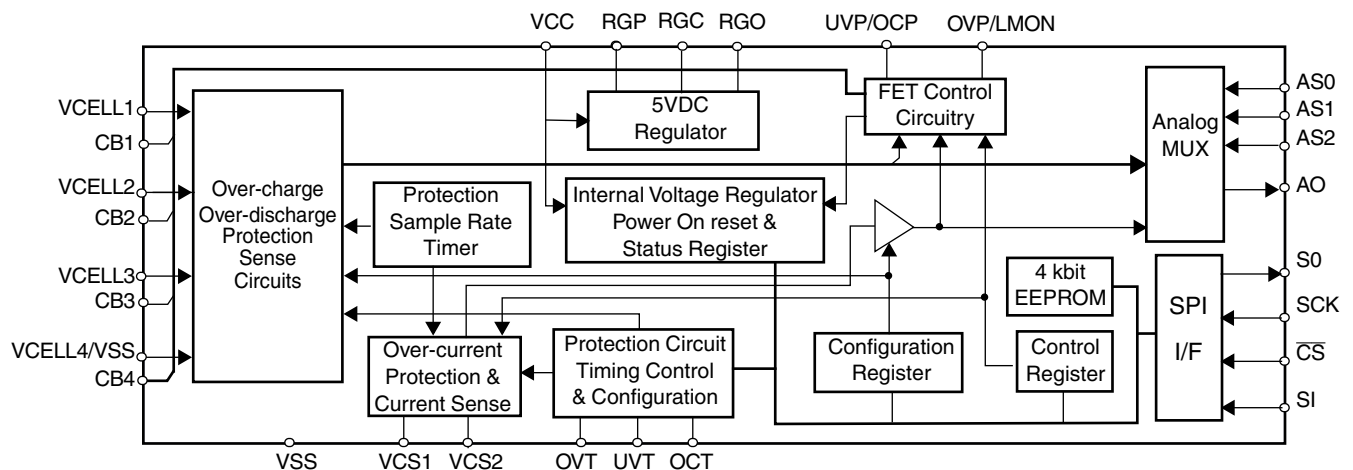 VCC RGP RGC RGO UVP/OCP OVP/LMON
VCELL1
CB1
VCELL2
CB2
VCELL3
CB3
VCELL4/VSS
CB4
Over-charge
Over-discharge
Protection
Sense
Circuits
5VDC
Regulator
FET Control
Circuitry
Analog
MUX
AS0
AS1
AS2
AO
Protection
Sample Rate
Timer
Internal Voltage Regulator
Power On reset &
Status Register
4 kbit
EEPROM
SPI
I/F
S0
SCK
CS
SI
Over-current
Protection &
Current Sense
Protection Circuit
Timing Control
& Configuration
Configuration
Register
Control
Register
VSS VCS1 VCS2 OVT UVT OCT